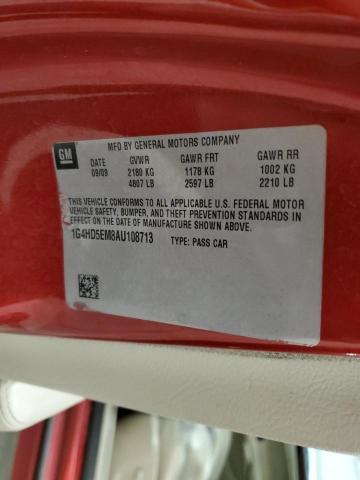 GM
MFD BY GENERAL MOTORS COMPANY
DATE GVWR GAWR FRT GAWR RR
09/09 2180 KG 1178 KG 1002 KG
4807 LB 2597 LB 2210 LB
THIS VEHICLE CONFORMS TO ALL APPLICABLE U.S. FEDERAL MOTOR
VEHICLE SAFETY, BUMPER, AND THEFT PREVENTION STANDARDS IN
EFFECT ON THE DATE OF MANUFACTURE SHOWN ABOVE.
1G4HD5EM8AU108713 TYPE: PASS CAR